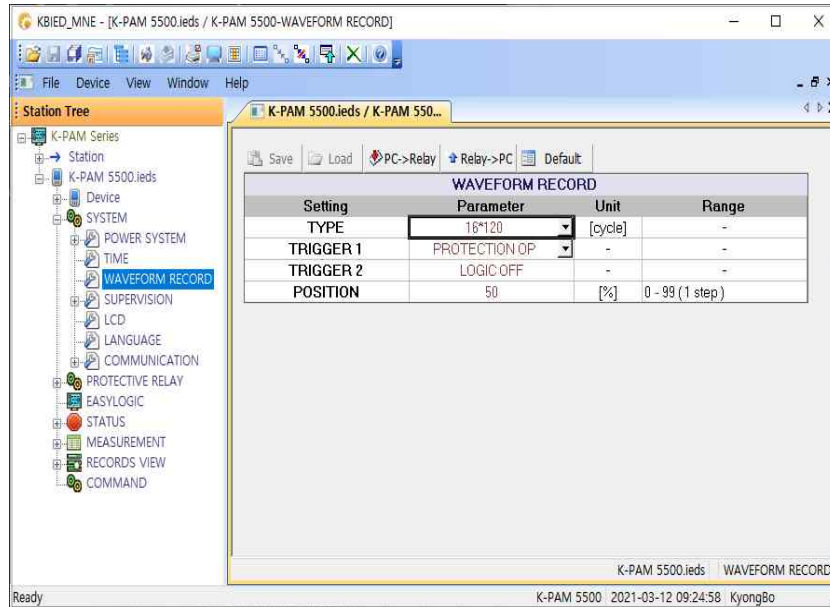 KBIED_MNE - [K-PAM 5500.ieds / K-PAM 5500-WAVEFORM RECORD]
File Device View Window Help
Station Tree
K-PAM 5500.ieds / K-PAM 550...
K-PAM Series
Station
K-PAM 5500.ieds
Device
SYSTEM
POWER SYSTEM
TIME
WAVEFORM RECORD
SUPERVISION
LCD
LANGUAGE
COMMUNICATION
PROTECTIVE RELAY
EASYLOGIC
STATUS
MEASUREMENT
RECORDS VIEW
COMMAND
Save Load PC->Relay Relay->PC Default
WAVEFORM RECORD
Setting Parameter Unit Range
TYPE 16*120 [cycle] -
TRIGGER 1 PROTECTION OP - -
TRIGGER 2 LOGIC OFF - -
POSITION 50 [%] 0 - 99 ( 1 step )
K-PAM 5500.ieds WAVEFORM RECORD
Ready K-PAM 5500 2021-03-12 09:24:58 KyongBo